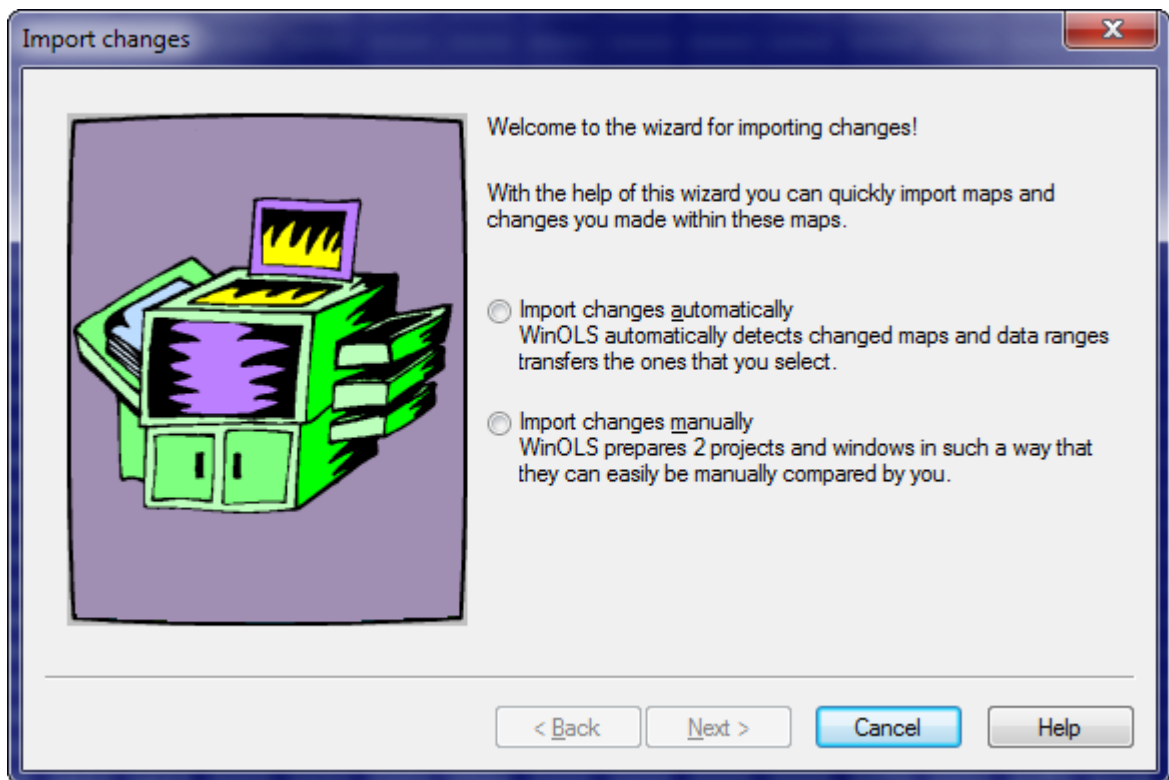 Import changes
Welcome to the wizard for importing changes!
With the help of this wizard you can quickly import maps and
changes you made within these maps.
Import changes automatically
WinOLS automatically detects changed maps and data ranges
transfers the ones that you select.
Import changes manually
WinOLS prepares 2 projects and windows in such a way that
they can easily be manually compared by you.
< Back
Next >
Cancel
Help